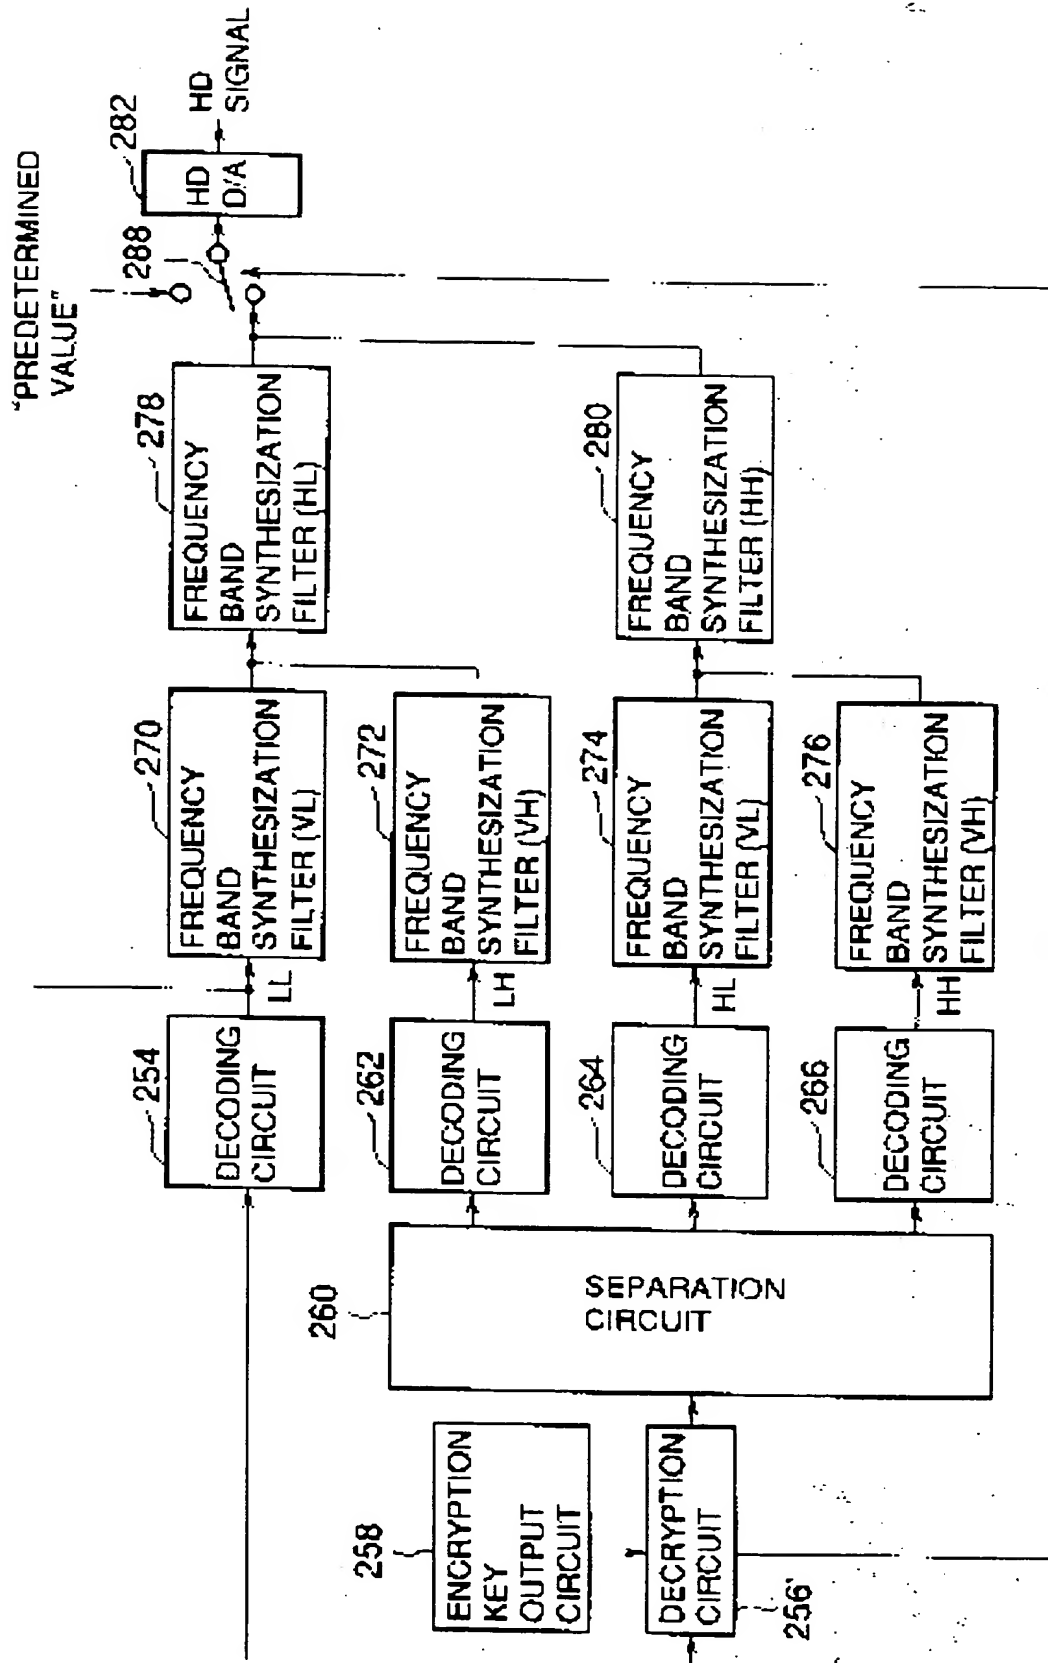 "PREDETERMINED
VALUE"
288
282
HD
D/A
HD
SIGNAL
254
DECODING
CIRCUIT
LL
270
FREQUENCY
BAND
SYNTHESIZATION
FILTER (VL)
278
FREQUENCY
BAND
SYNTHESIZATION
FILTER (HL)
262
DECODING
CIRCUIT
LH
272
FREQUENCY
BAND
SYNTHESIZATION
FILTER (VH)
264
DECODING
CIRCUIT
HL
274
FREQUENCY
BAND
SYNTHESIZATION
FILTER (VL)
280
FREQUENCY
BAND
SYNTHESIZATION
FILTER (HH)
266
DECODING
CIRCUIT
HH
276
FREQUENCY
BAND
SYNTHESIZATION
FILTER (VH)
260
SEPARATION
CIRCUIT
258
ENCRYPTION
KEY
OUTPUT
CIRCUIT
DECRYPTION
CIRCUIT
256'